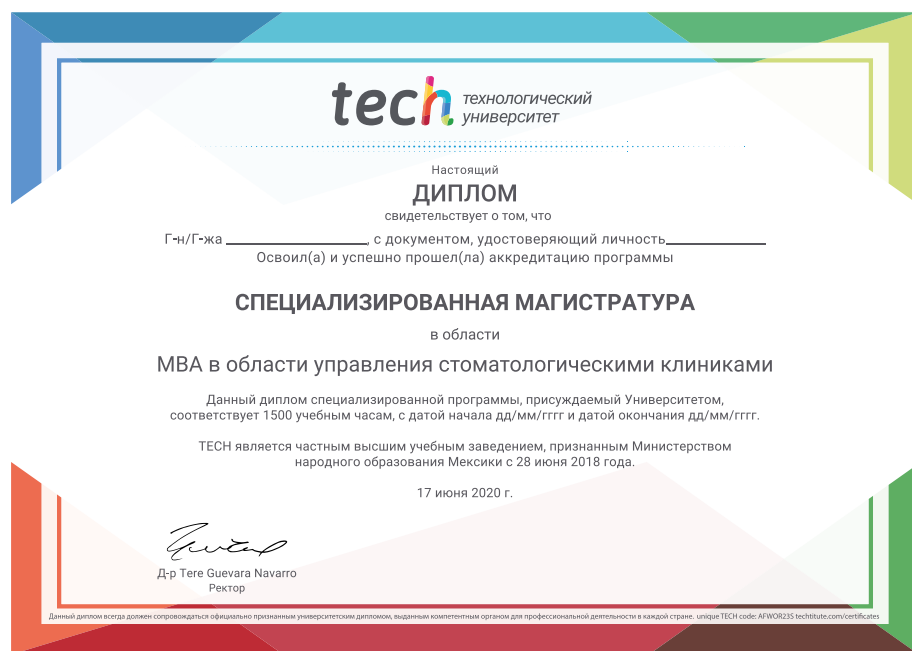 tech технологический
университет
Настоящий
ДИПЛОМ
свидетельствует о том, что
Г-н/Г-жа ____________________, с документом, удостоверяющий личность______________
Освоил(а) и успешно прошел(ла) аккредитацию программы
СПЕЦИАЛИЗИРОВАННАЯ МАГИСТРАТУРА
в области
MBA в области управления стоматологическими клиниками
Данный диплом специализированной программы, присуждаемый Университетом,
соответствует 1500 учебным часам, с датой начала дд/мм/гггг и датой окончания дд/мм/гггг.
TECH является частным высшим учебным заведением, признанным Министерством
народного образования Мексики с 28 июня 2018 года.
17 июня 2020 г.
Д-р Tere Guevara Navarro
Ректор
Данный диплом всегда должен сопровождаться официально признанным университетским дипломом, выданным компетентным органом для профессиональной деятельности в каждой стране. unique TECH code: AFWOR23S techtitute.com/certificates